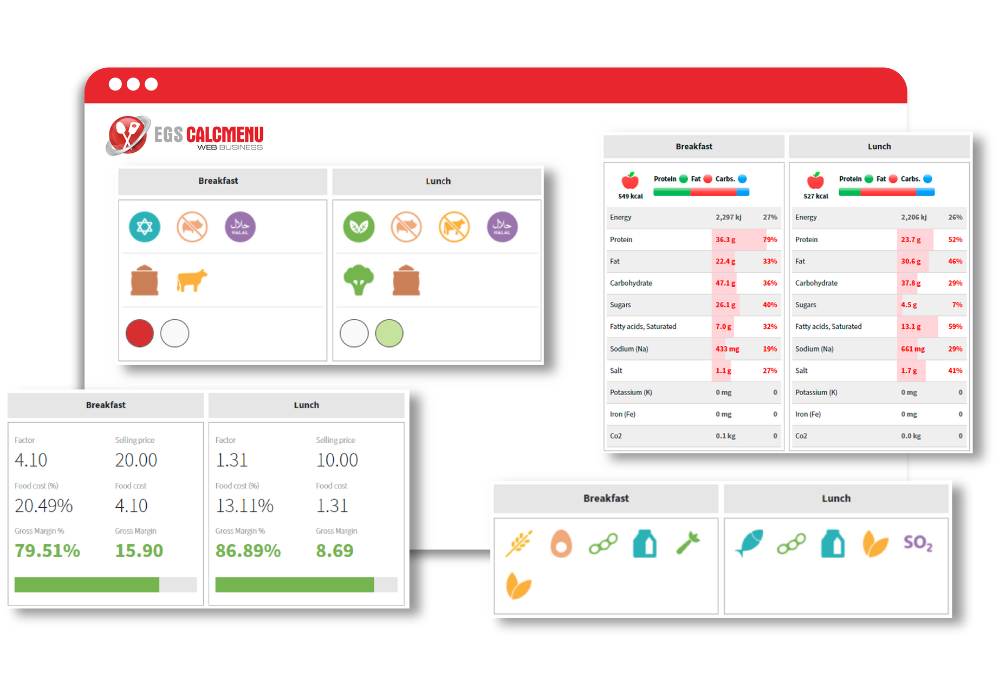 EGS CALCMENU
WEB BUSINESS
Breakfast Lunch
حلال HALAL حلال HALAL
Breakfast Lunch
Protein Fat Carbs. Protein Fat Carbs.
549 kcal 527 kcal
Energy 2,297 kj 27% Energy 2,206 kj 26%
Protein 36.3 g 79% Protein 23.7 g 52%
Fat 22.4 g 33% Fat 30.6 g 46%
Carbohydrate 47.1 g 36% Carbohydrate 37.8 g 29%
Sugars 26.1 g 40% Sugars 4.5 g 7%
Fatty acids, Saturated 7.0 g 32% Fatty acids, Saturated 13.1 g 59%
Sodium (Na) 433 mg 19% Sodium (Na) 661 mg 29%
Salt 1.1 g 27% Salt 1.7 g 41%
Potassium (K) 0 mg 0 Potassium (K) 0 mg 0
Iron (Fe) 0 mg 0 Iron (Fe) 0 mg 0
Co2 0.1 kg 0 Co2 0.0 kg 0
Breakfast Lunch
Factor Selling price Factor Selling price
4.10 20.00 1.31 10.00
Food cost (%) Food cost Food cost (%) Food cost
20.49% 4.10 13.11% 1.31
Gross Margin % Gross Margin Gross Margin % Gross Margin
79.51% 15.90 86.89% 8.69
Breakfast Lunch
SO2